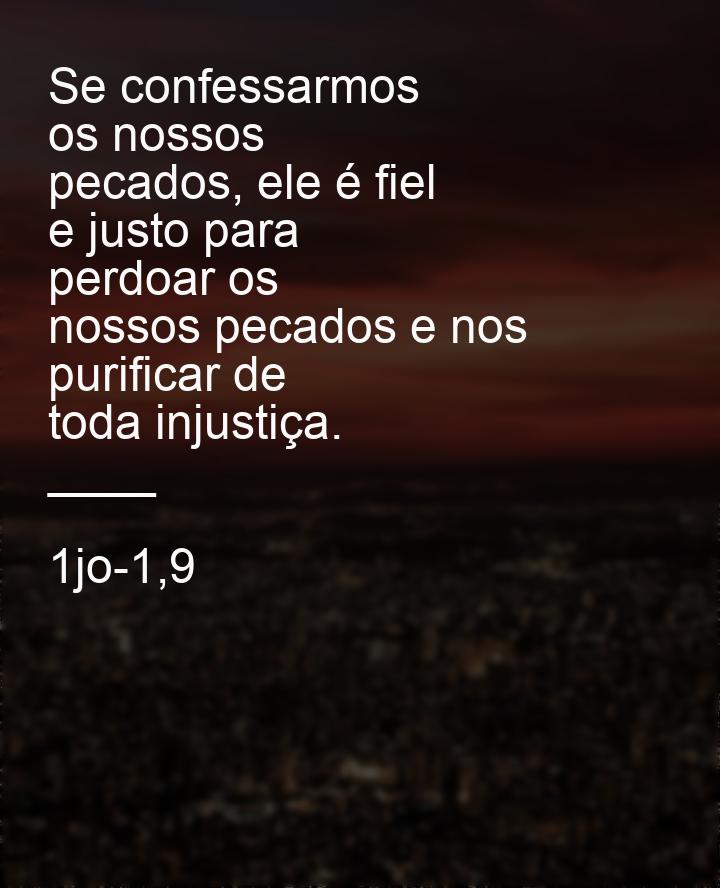 Se confessarmos
os nossos
pecados, ele é fiel
e justo para
perdoar os
nossos pecados e nos
purificar de
toda injustiça.
____
1jo-1,9